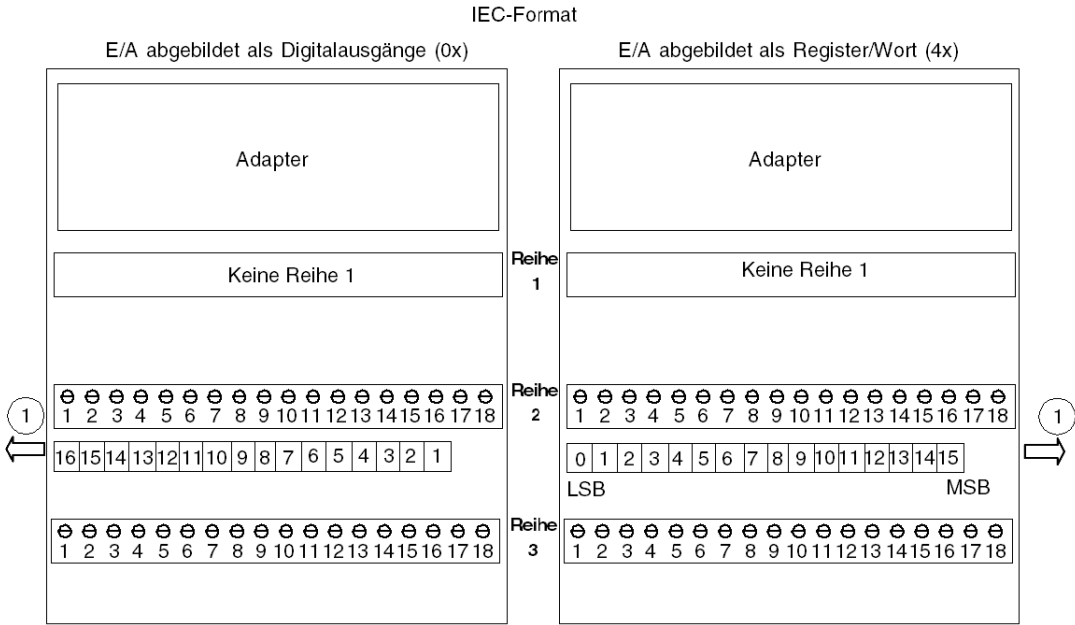 IEC-Format
E/A abgebildet als Digitalausgänge (0x)
E/A abgebildet als Register/Wort (4x)
Adapter
Adapter
Keine Reihe 1
Reihe
1
Keine Reihe 1
1 2 3 4 5 6 7 8 9 10 11 12 13 14 15 16 17 18
Reihe
2
1 2 3 4 5 6 7 8 9 10 11 12 13 14 15 16 17 18
1
1
16 15 14 13 12 11 10 9 8 7 6 5 4 3 2 1
0 1 2 3 4 5 6 7 8 9 10 11 12 13 14 15
LSB
MSB
1 2 3 4 5 6 7 8 9 10 11 12 13 14 15 16 17 18
Reihe
3
1 2 3 4 5 6 7 8 9 10 11 12 13 14 15 16 17 18